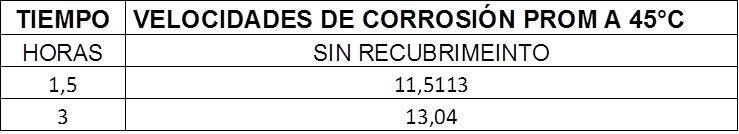 TIEMPO VELOCIDADES DE CORROSIÓN PROM A 45°C
HORAS SIN RECUBRIMEINTO
1,5 11,5113
3 13,04